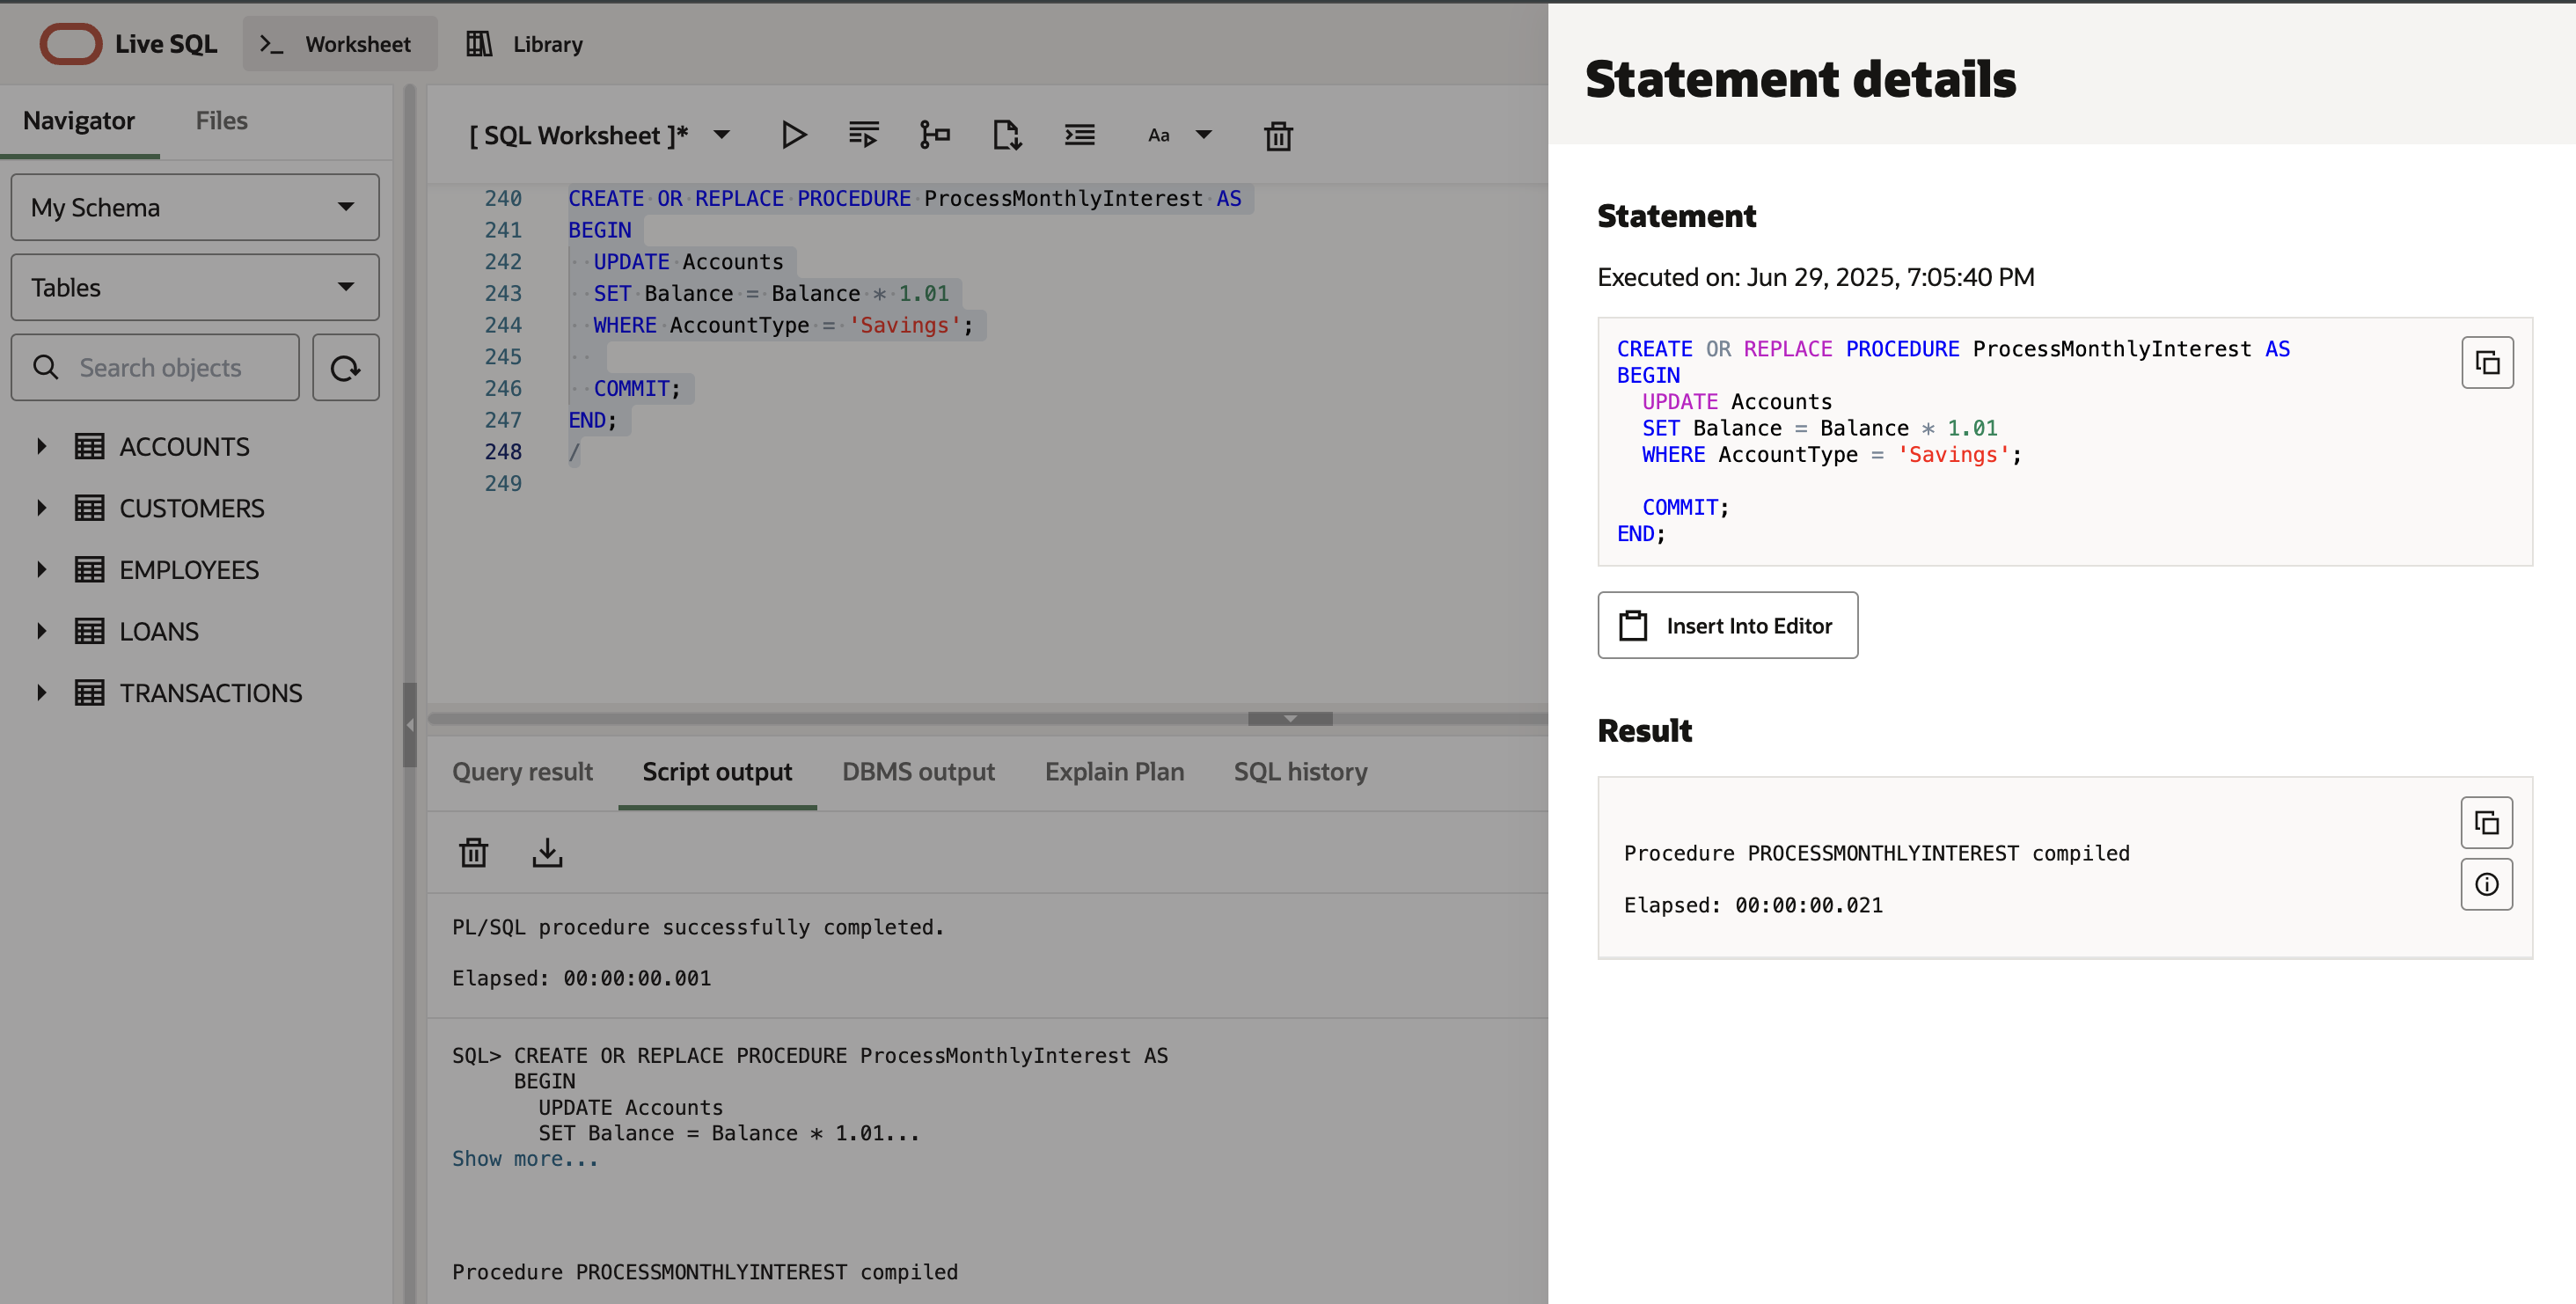 Live SQL
Worksheet
Library
Navigator
Files
My Schema
Tables
Search objects
ACCOUNTS
CUSTOMERS
EMPLOYEES
LOANS
TRANSACTIONS
[ SQL Worksheet ]*
Aa
240 CREATE OR REPLACE PROCEDURE ProcessMonthlyInterest AS
241 BEGIN
242 UPDATE Accounts
243 SET Balance = Balance * 1.01
244 WHERE AccountType = 'Savings';
245
246 COMMIT;
247 END;
248 /
249
Query result
Script output
DBMS output
Explain Plan
SQL history
PL/SQL procedure successfully completed.
Elapsed: 00:00:00.001
SQL> CREATE OR REPLACE PROCEDURE ProcessMonthlyInterest AS
BEGIN
UPDATE Accounts
SET Balance = Balance * 1.01...
Show more...
Procedure PROCESSMONTHLYINTEREST compiled
Statement details
Statement
Executed on: Jun 29, 2025, 7:05:40 PM
CREATE OR REPLACE PROCEDURE ProcessMonthlyInterest AS
BEGIN
UPDATE Accounts
SET Balance = Balance * 1.01
WHERE AccountType = 'Savings';
COMMIT;
END;
Insert Into Editor
Result
Procedure PROCESSMONTHLYINTEREST compiled
Elapsed: 00:00:00.021